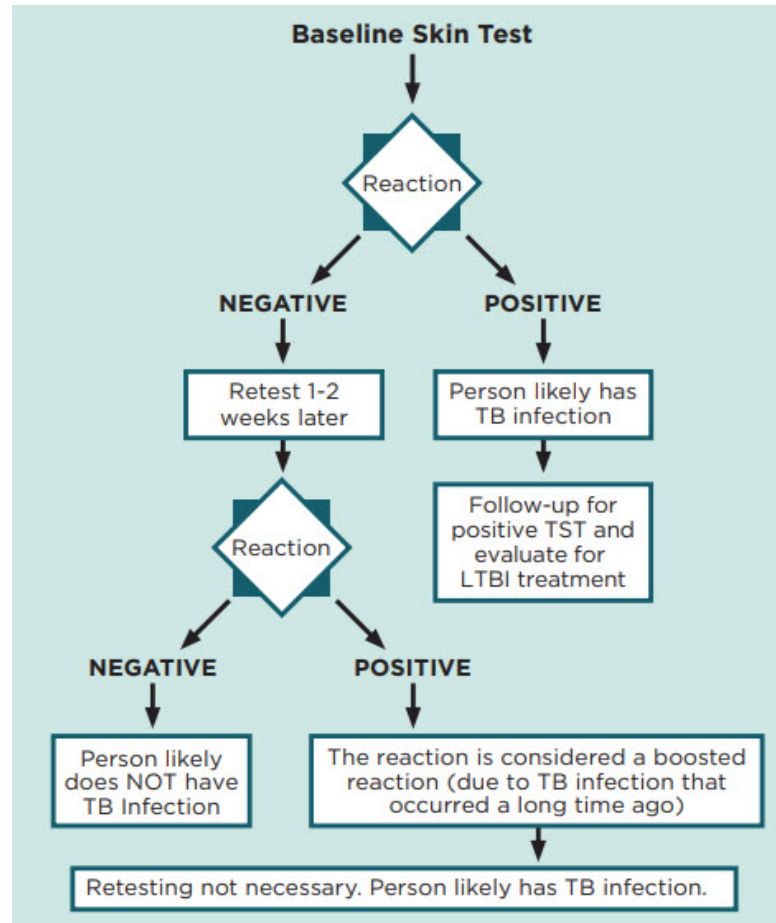 Baseline Skin Test
Reaction
NEGATIVE
POSITIVE
Retest 1-2
weeks later
Person likely has
TB infection
Follow-up for
positive TST and
evaluate for
LTBI treatment
Reaction
NEGATIVE
POSITIVE
Person likely
does NOT have
TB Infection
The reaction is considered a boosted
reaction (due to TB infection that
occurred a long time ago)
Retesting not necessary. Person likely has TB infection.